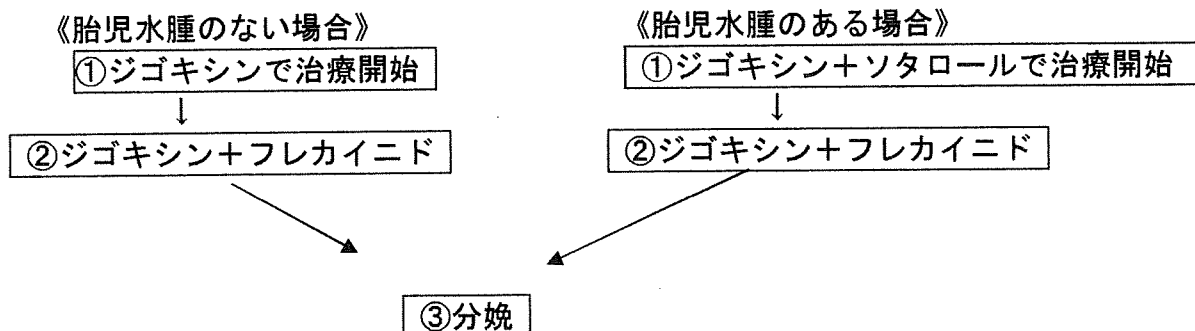 《胎児水腫のない場合》
①ジゴキシンで治療開始
↓
②ジゴキシン＋フレカイニド
《胎児水腫のある場合》
①ジゴキシン＋ソタロールで治療開始
↓
②ジゴキシン＋フレカイニド
③分娩